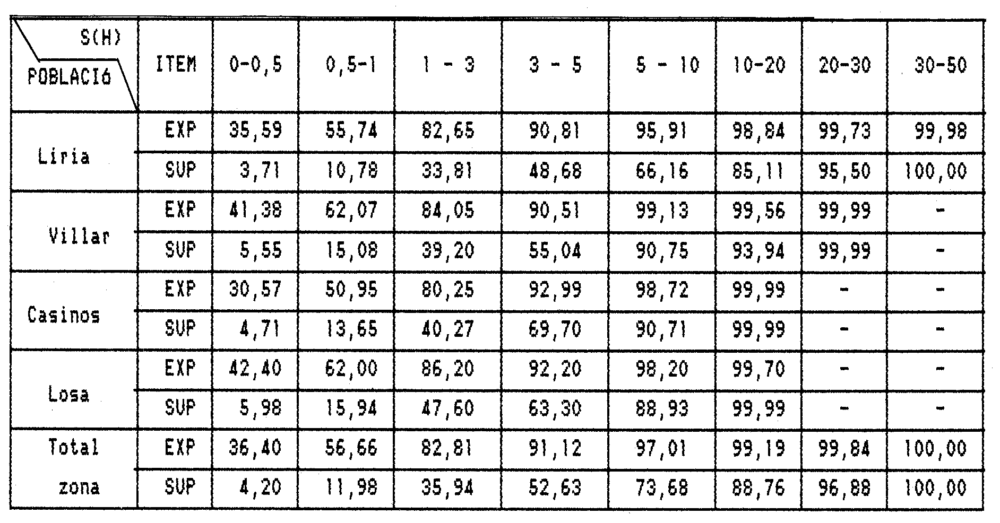 S(H)
POBLACIó ITEM 0-0,5 0,5-1 1 - 3 3 - 5 5 - 10 10-20 20-30 30-50
Liria EXP 35,59 55,74 82,65 90,81 95,91 98,84 99,73 99,98
SUP 3,71 10,78 33,81 48,68 66,16 85,11 95,50 100,00
Villar EXP 41,38 62,07 84,05 90,51 99,13 99,56 99,99 -
SUP 5,55 15,08 39,20 55,04 90,75 93,94 99,99 -
Casinos EXP 30,57 50,95 80,25 92,99 98,72 99,99 - -
SUP 4,71 13,65 40,27 69,70 90,71 99,99 - -
Losa EXP 42,40 62,00 86,20 92,20 98,20 99,70 - -
SUP 5,98 15,94 47,60 63,30 88,93 99,99 - -
Total EXP 36,40 56,66 82,81 91,12 97,01 99,19 99,84 100,00
zona SUP 4,20 11,98 35,94 52,63 73,68 88,76 96,88 100,00